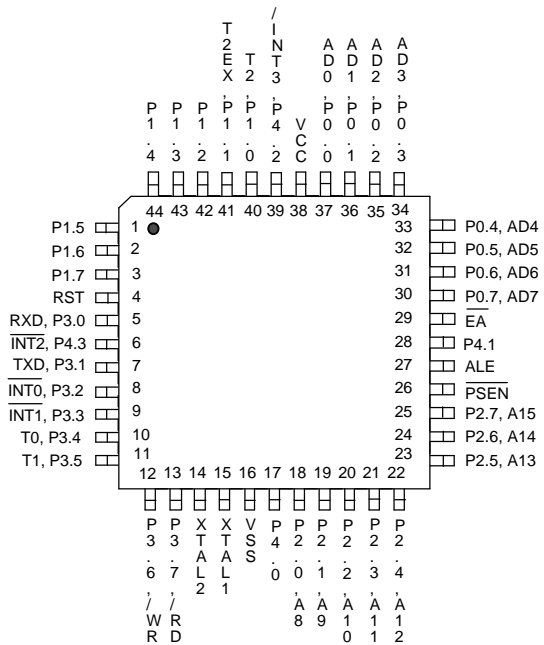 P1.4
P1.3
P1.2
T2EX, P1.1
T2, P1.0
/INT3, P4.2
VCC
AD0, P0.0
AD1, P0.1
AD2, P0.2
AD3, P0.3
44 43 42 41 40 39 38 37 36 35 34
P1.5 1
P1.6 2
P1.7 3
RST 4
RXD, P3.0 5
INT2, P4.3 6
TXD, P3.1 7
INT0, P3.2 8
INT1, P3.3 9
T0, P3.4 10
T1, P3.5 11
33 P0.4, AD4
32 P0.5, AD5
31 P0.6, AD6
30 P0.7, AD7
29 EA
28 P4.1
27 ALE
26 PSEN
25 P2.7, A15
24 P2.6, A14
23 P2.5, A13
12 13 14 15 16 17 18 19 20 21 22
P3.6, /WR
P3.7, /RD
XTAL2
XTAL1
VSS
P4.0
P2.0, A8
P2.1, A9
P2.2, A10
P2.3, A11
P2.4, A12